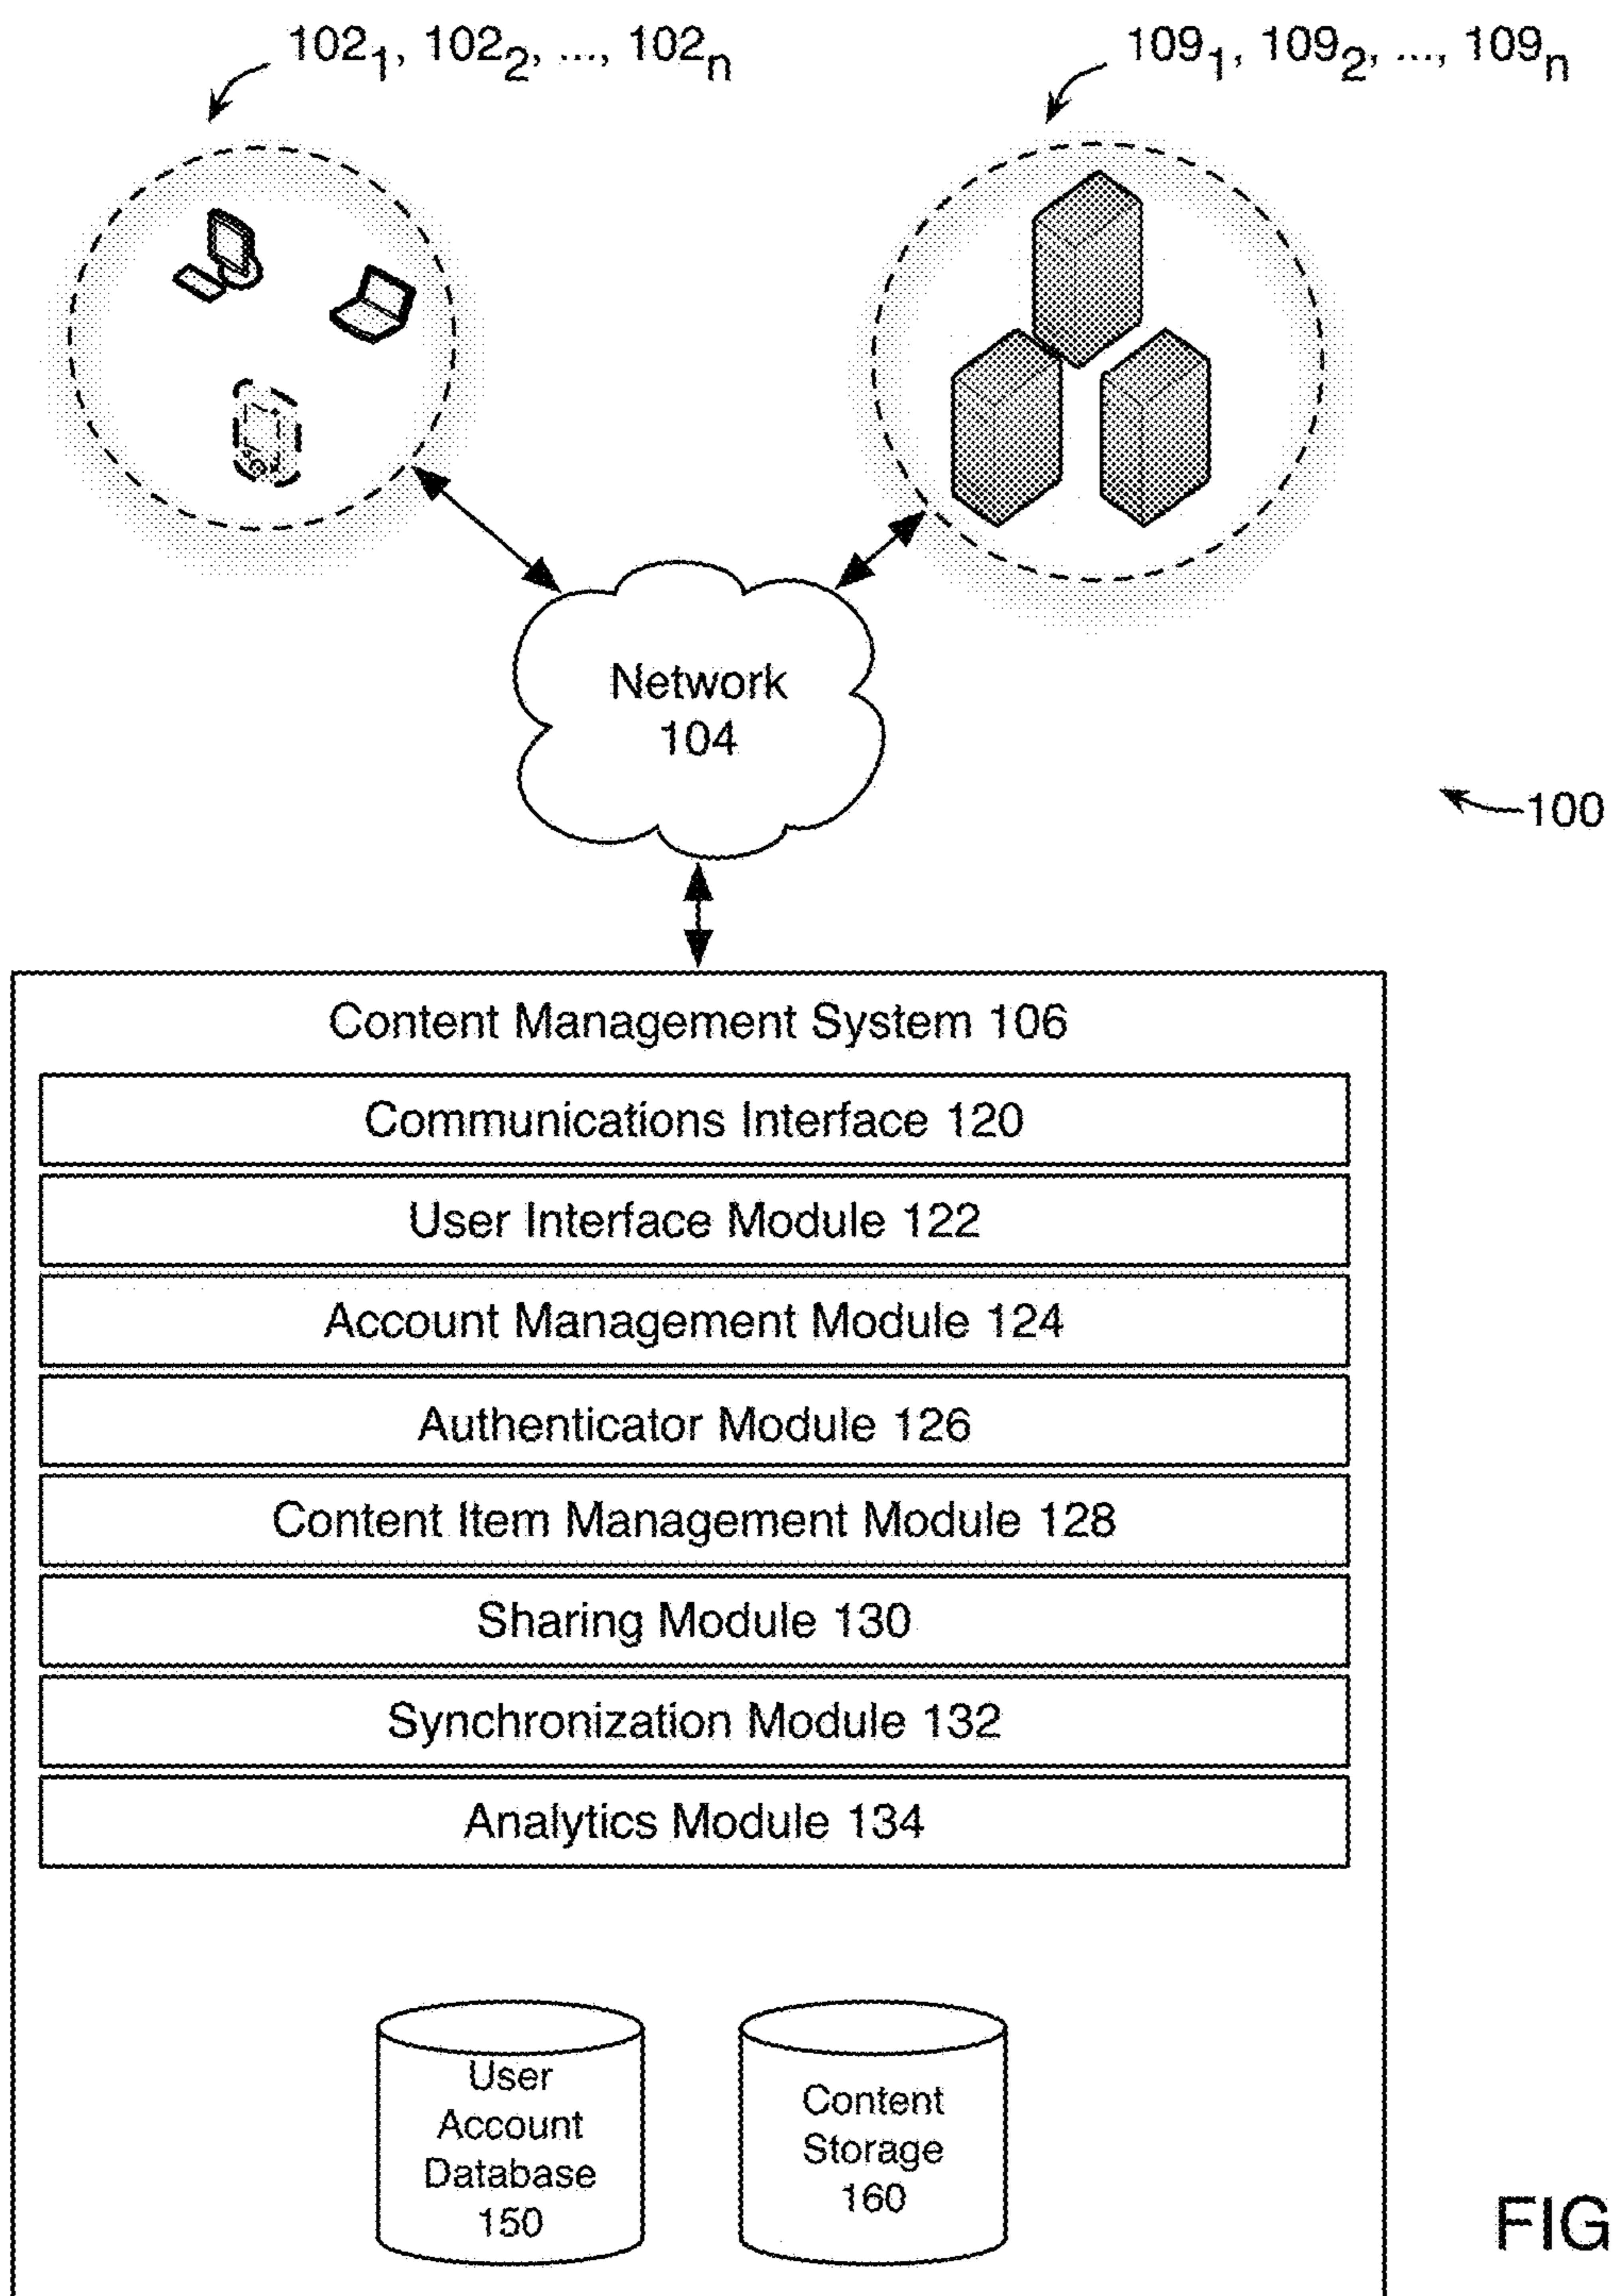 102₁, 102₂, ..., 102ₙ
109₁, 109₂, ..., 109ₙ
Network
104
100
Content Management System 106
Communications Interface 120
User Interface Module 122
Account Management Module 124
Authenticator Module 126
Content Item Management Module 128
Sharing Module 130
Synchronization Module 132
Analytics Module 134
User
Account
Database
150
Content
Storage
160
FIG